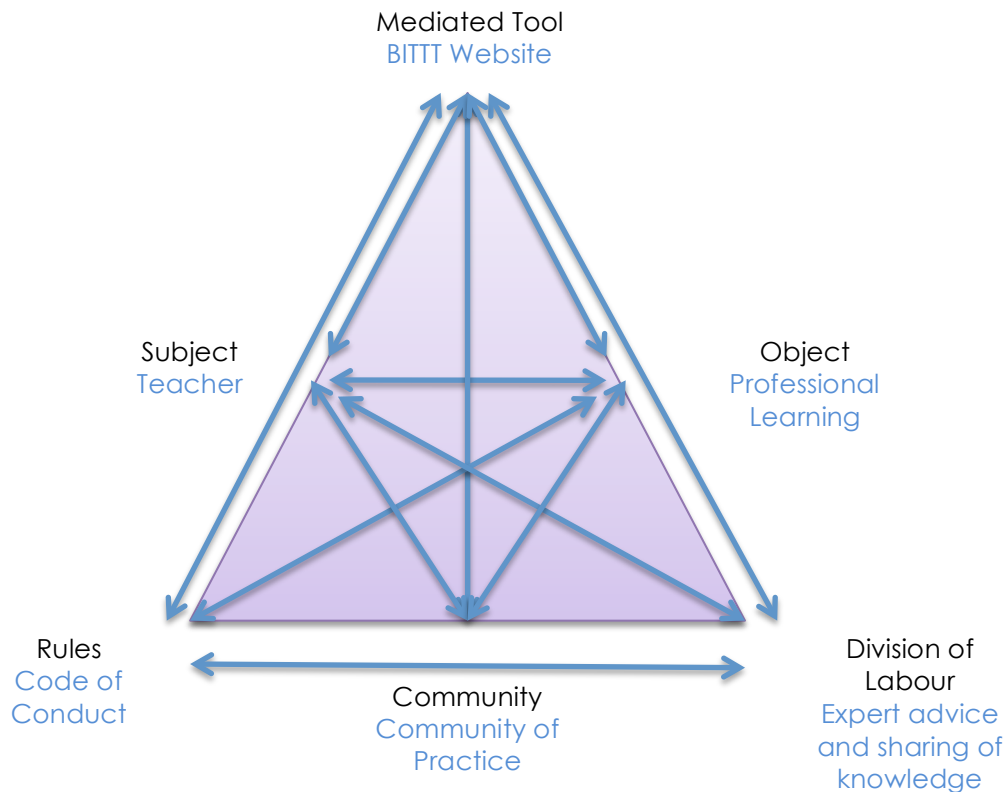 Mediated Tool
BITTT Website
Subject
Teacher
Object
Professional
Learning
Rules
Code of
Conduct
Community
Community of
Practice
Division of
Labour
Expert advice
and sharing of
knowledge